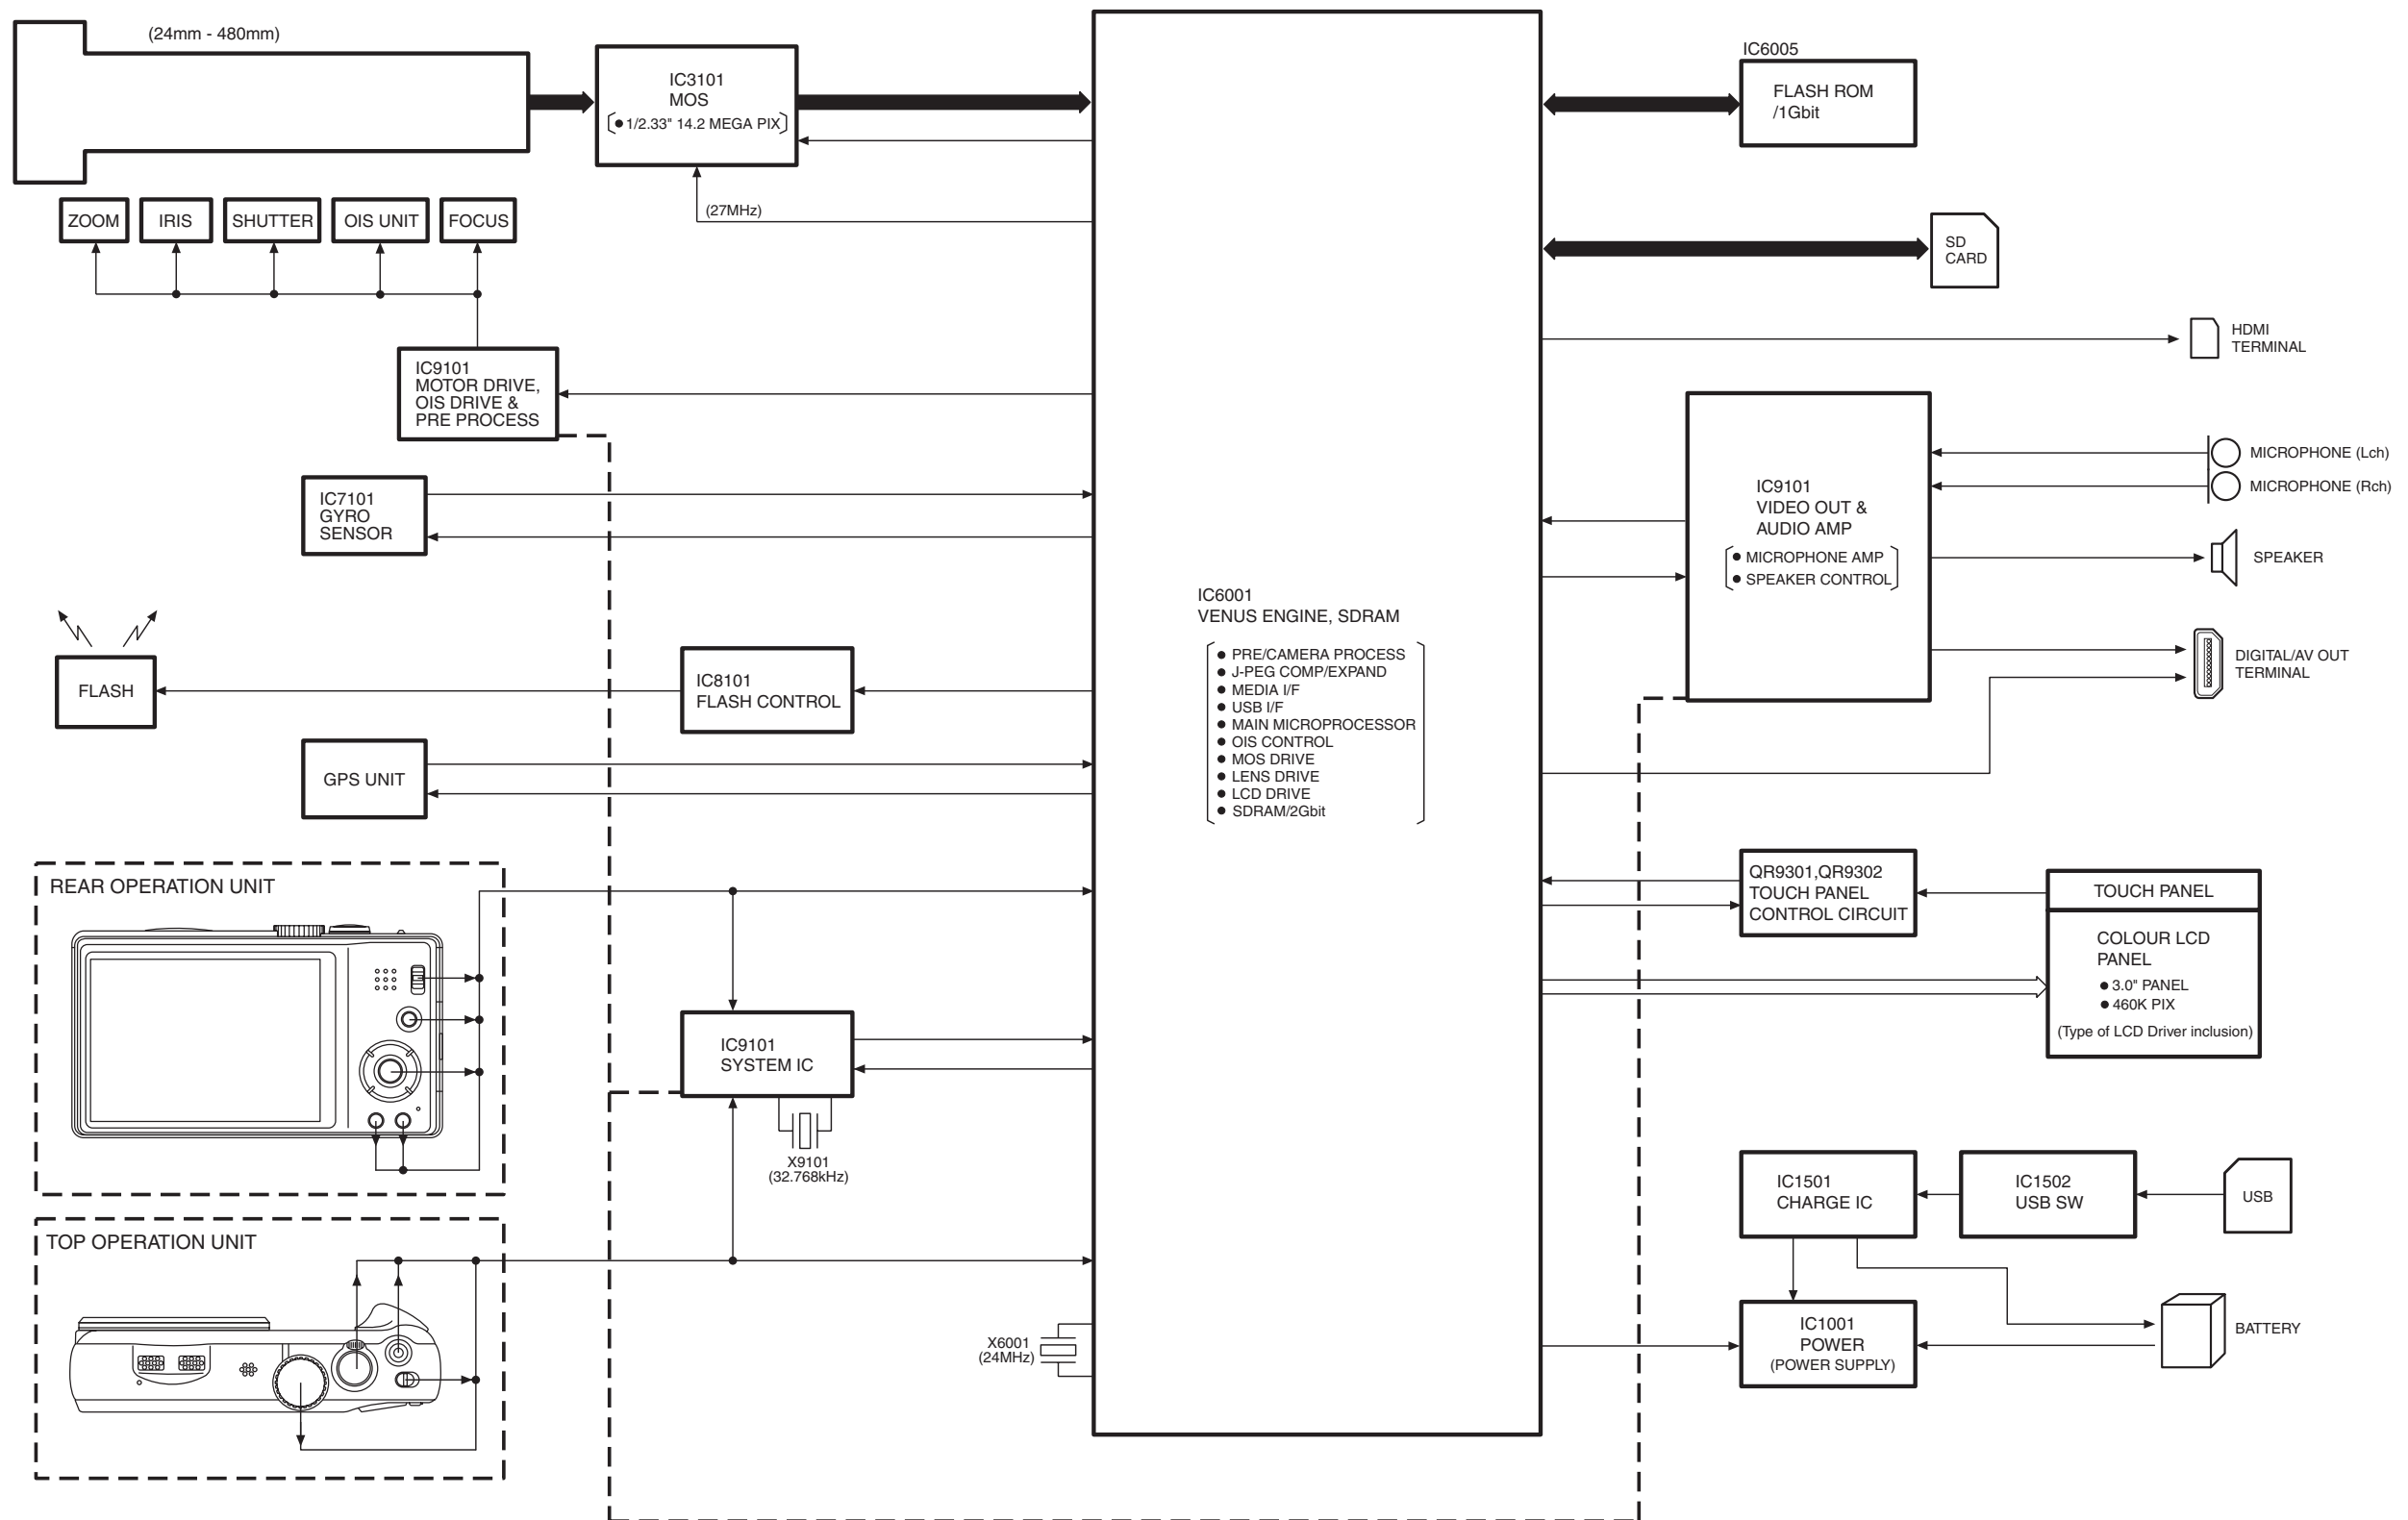 (24mm - 480mm)
IC3101
MOS
● 1/2.33" 14.2 MEGA PIX
(27MHz)
ZOOM
IRIS
SHUTTER
OIS UNIT
FOCUS
IC9101
MOTOR DRIVE,
OIS DRIVE &
PRE PROCESS
IC7101
GYRO
SENSOR
FLASH
IC8101
FLASH CONTROL
GPS UNIT
REAR OPERATION UNIT
IC9101
SYSTEM IC
X9101
(32.768kHz)
TOP OPERATION UNIT
X6001
(24MHz)
IC6001
VENUS ENGINE, SDRAM
● PRE/CAMERA PROCESS
● J-PEG COMP/EXPAND
● MEDIA I/F
● USB I/F
● MAIN MICROPROCESSOR
● OIS CONTROL
● MOS DRIVE
● LENS DRIVE
● LCD DRIVE
● SDRAM/2Gbit
IC6005
FLASH ROM
/1Gbit
SD
CARD
HDMI
TERMINAL
IC9101
VIDEO OUT &
AUDIO AMP
● MICROPHONE AMP
● SPEAKER CONTROL
MICROPHONE (Lch)
MICROPHONE (Rch)
SPEAKER
DIGITAL/AV OUT
TERMINAL
QR9301,QR9302
TOUCH PANEL
CONTROL CIRCUIT
TOUCH PANEL
COLOUR LCD
PANEL
● 3.0" PANEL
● 460K PIX
(Type of LCD Driver inclusion)
IC1501
CHARGE IC
IC1502
USB SW
USB
IC1001
POWER
(POWER SUPPLY)
BATTERY